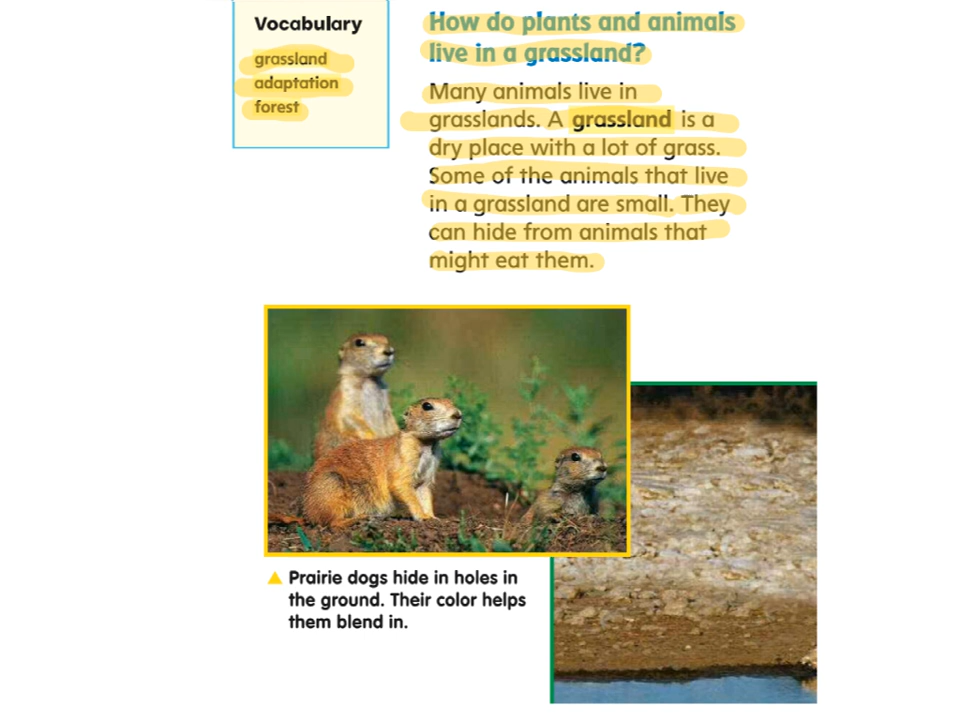 Vocabulary
grassland
adaptation
forest
How do plants and animals
live in a grassland?
Many animals live in
grasslands. A grassland is a
dry place with a lot of grass.
Some of the animals that live
in a grassland are small. They
can hide from animals that
might eat them.
Prairie dogs hide in holes in
the ground. Their color helps
them blend in.